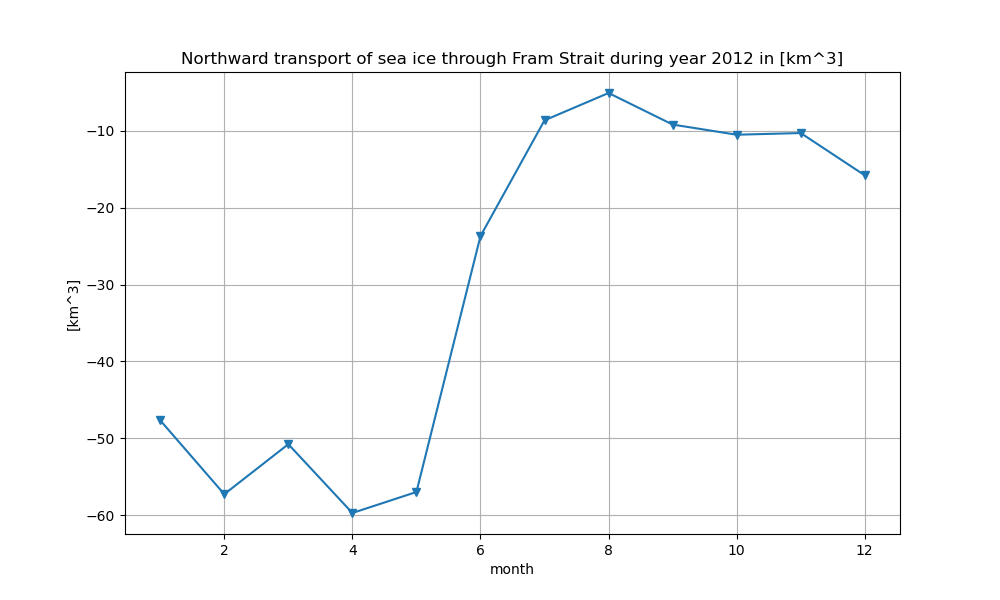 Northward transport of sea ice through Fram Strait during year 2012 in [km^3]
−10
−20
−30
−40
−50
−60
[km^3]
2 4 6 8 10 12
month